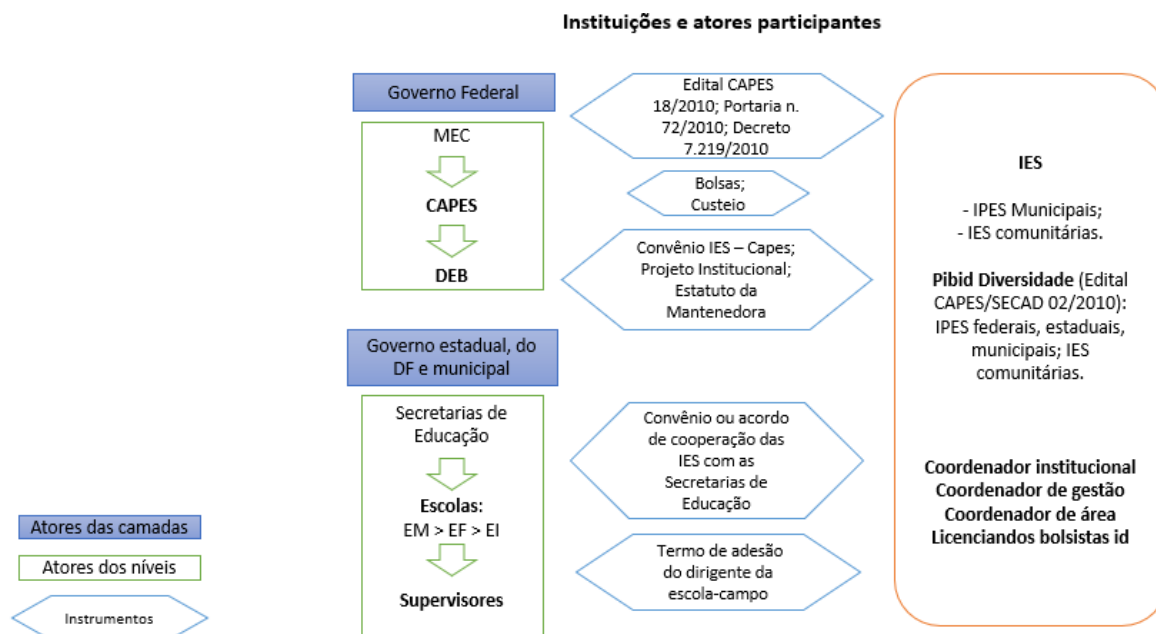 Instituições e atores participantes
Governo Federal
MEC
CAPES
DEB
Edital CAPES
18/2010; Portaria n.
72/2010; Decreto
7.219/2010
Bolsas;
Custeio
Convênio IES – Capes;
Projeto Institucional;
Estatuto da
Mantenedora
Governo estadual, do
DF e municipal
Secretarias de
Educação
Escolas:
EM > EF > EI
Supervisores
Convênio ou acordo
de cooperação das
IES com as
Secretarias de
Educação
Termo de adesão
do dirigente da
escola-campo
IES
- IPES Municipais;
- IES comunitárias.
Pibid Diversidade (Edital
CAPES/SECAD 02/2010):
IPES federais, estaduais,
municipais; IES
comunitárias.
Coordenador institucional
Coordenador de gestão
Coordenador de área
Licenciandos bolsistas id
Atores das camadas
Atores dos níveis
Instrumentos